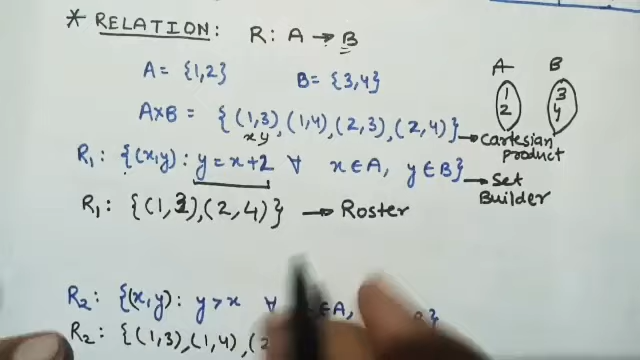 * RELATION: R: A → B
A = {1,2} B = {3,4}
A B
1 3
2 4
A×B = {(1,3),(1,4),(2,3),(2,4)} → Cartesian product
x y
R₁: {(x,y): y = x+2 ∀ x∈A, y∈B} → Set Builder
R₁: {(1,3),(2,4)} → Roster
R₂: {(x,y): y>x ∀ ∈A, B}
R₂: {(1,3),(1,4),(2